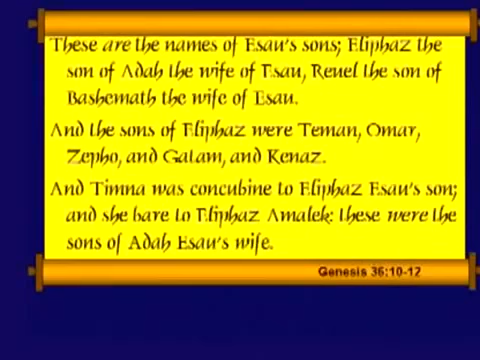 These are the names of Esau's sons; Eliphaz the
son of Adah the wife of Esau, Reuel the son of
Bashemath the wife of Esau.
And the sons of Eliphaz were Teman, Omar,
Zepho, and Gatam, and Kenaz.
And Timna was concubine to Eliphaz Esau's son;
and she bare to Eliphaz Amalek: these were the
sons of Adah Esau's wife.
Genesis 36:10-12